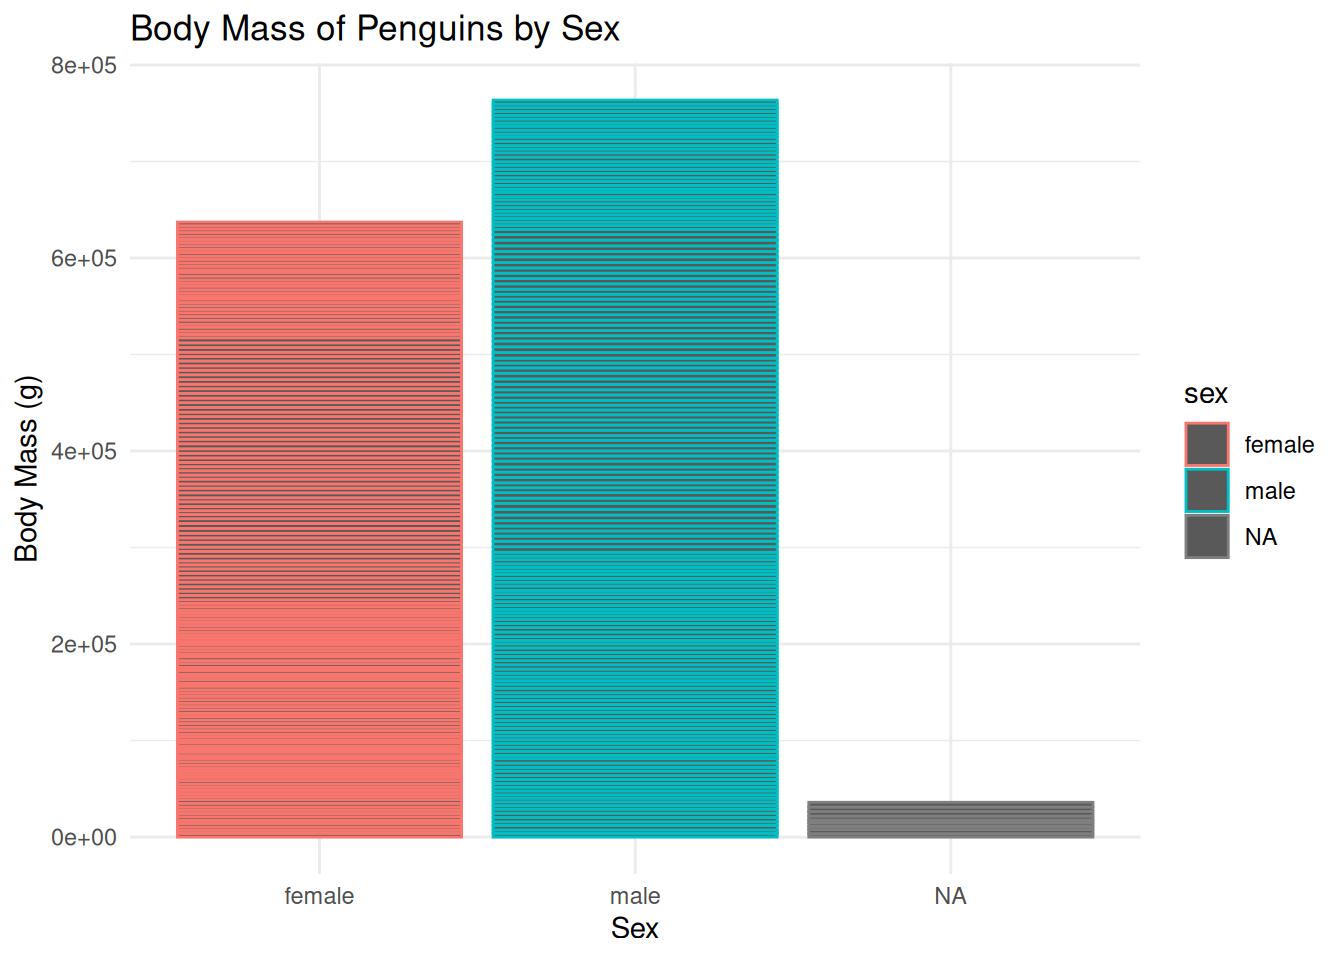 Body Mass of Penguins by Sex
8e+05
6e+05
4e+05
2e+05
0e+00
Body Mass (g)
female
male
NA
Sex
sex
female
male
NA